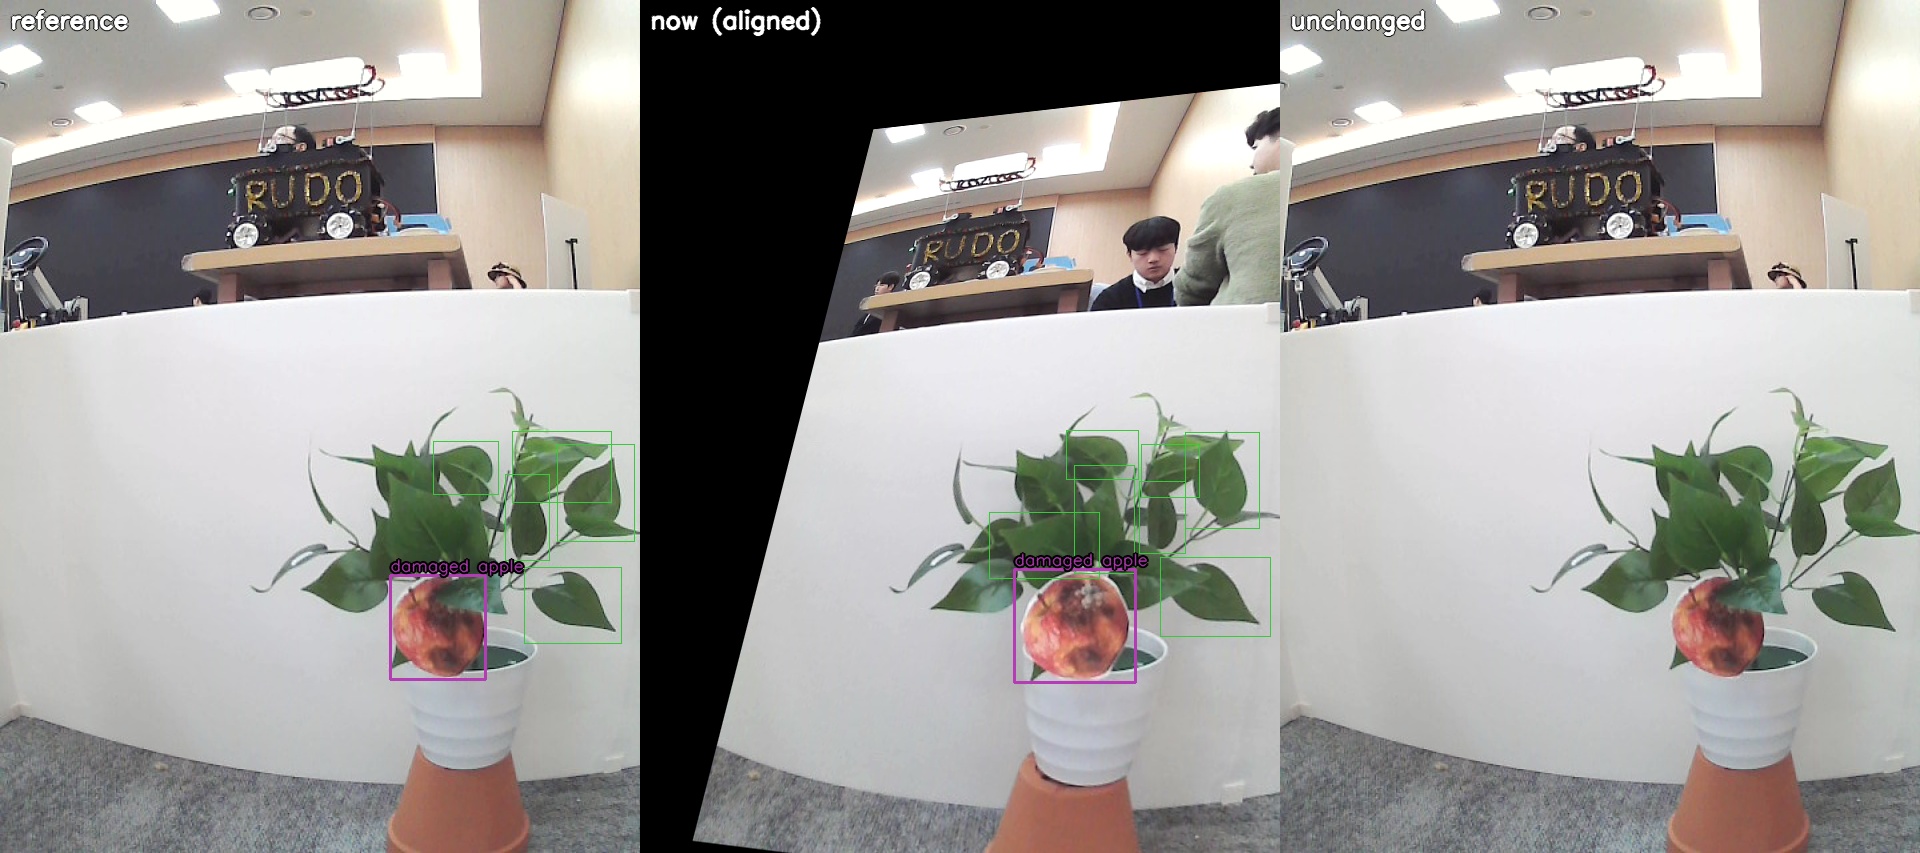 reference
RUDO
damaged apple
now (aligned)
RUDO
damaged apple
unchanged
RUDO